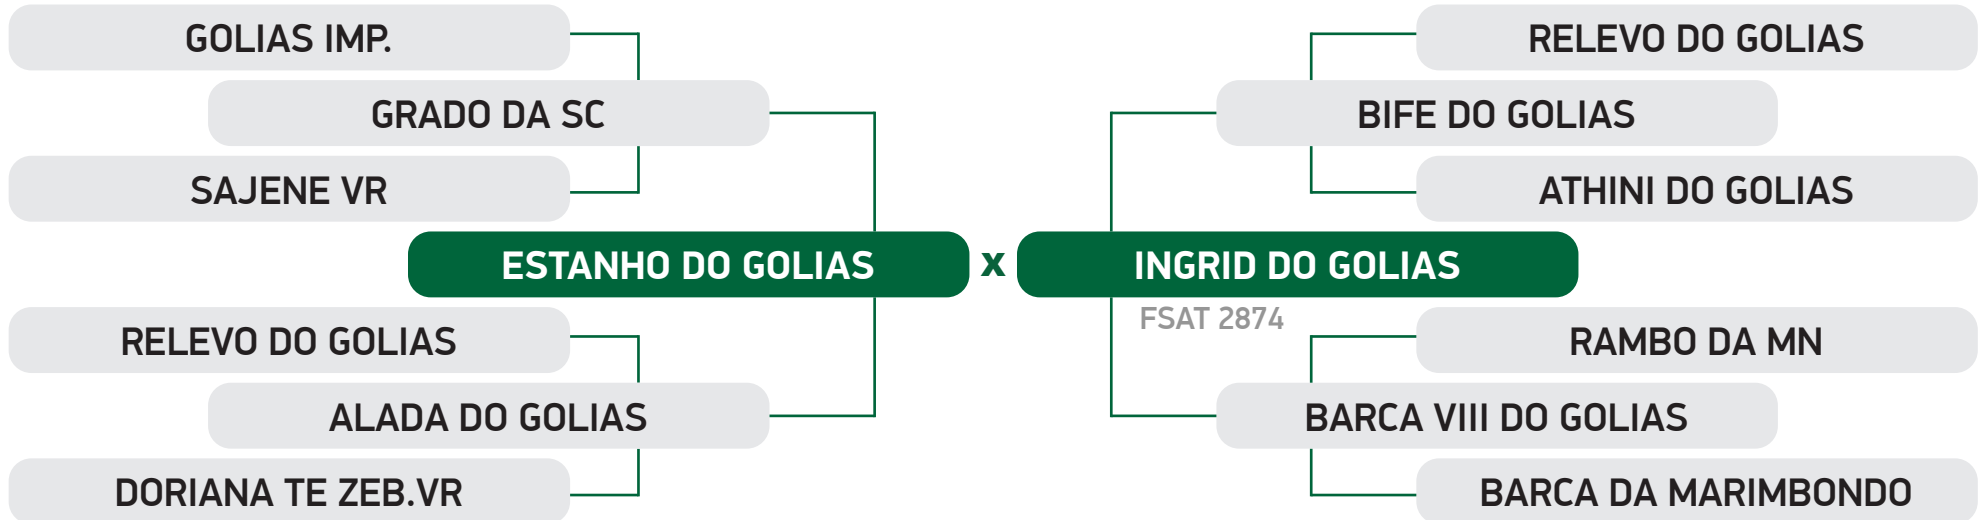 GOLIAS IMP.
RELEVO DO GOLIAS
GRADO DA SC
BIFE DO GOLIAS
SAJENE VR
ATHINI DO GOLIAS
ESTANHO DO GOLIAS x INGRID DO GOLIAS
FSAT 2874
RELEVO DO GOLIAS
RAMBO DA MN
ALADA DO GOLIAS
BARCA VIII DO GOLIAS
DORIANA TE ZEB.VR
BARCA DA MARIMBONDO